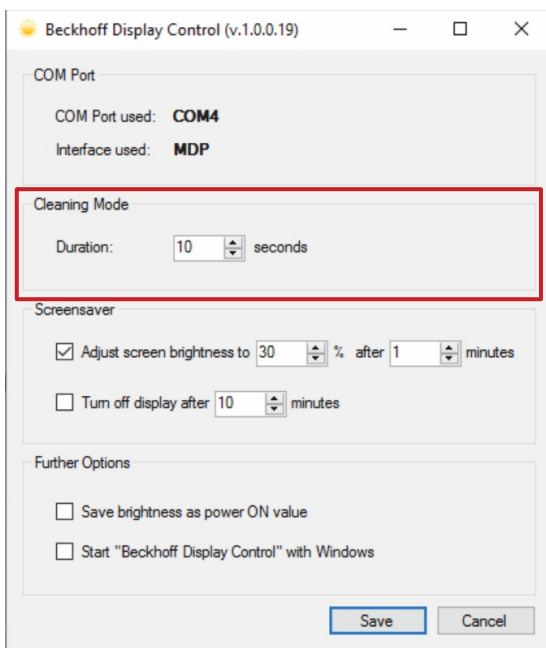 Beckhoff Display Control (v.1.0.0.19)
COM Port
COM Port used: COM4
Interface used: MDP
Cleaning Mode
Duration: 10 seconds
Screensaver
Adjust screen brightness to 30 % after 1 minutes
Turn off display after 10 minutes
Further Options
Save brightness as power ON value
Start "Beckhoff Display Control" with Windows
Save Cancel